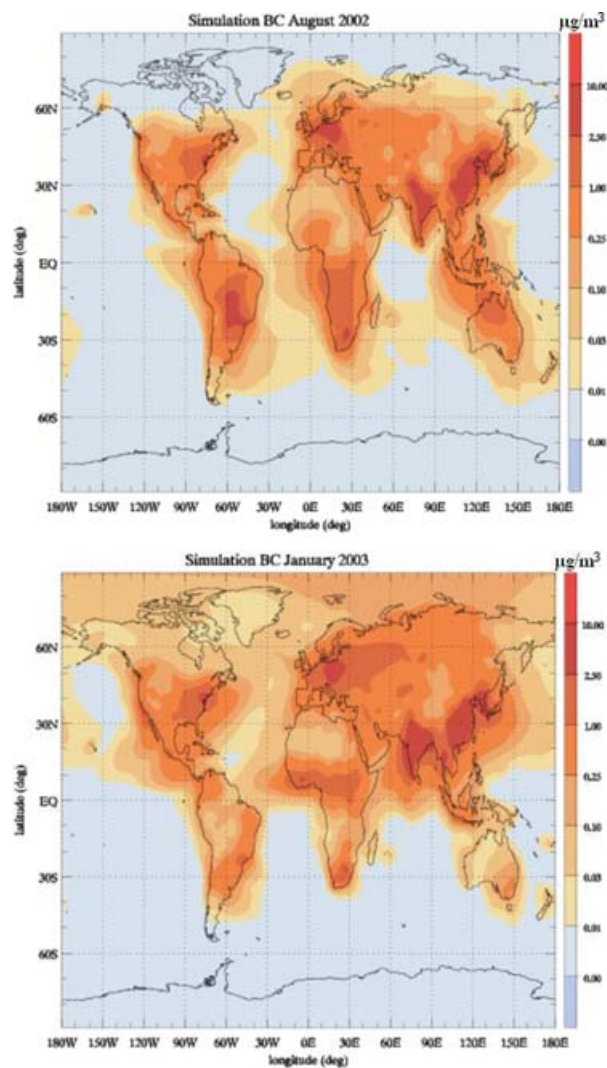 Simulation BC August 2002
µg/m³
60N
30N
EQ
30S
60S
latitude (deg)
10.00
2.50
1.00
0.25
0.10
0.03
0.01
0.00
180W 150W 120W 90W 60W 30W 0E 30E 60E 90E 120E 150E
longitude (deg)
Simulation BC January 2003
µg/m³
60N
30N
EQ
30S
60S
latitude (deg)
10.00
2.50
1.00
0.25
0.10
0.03
0.01
0.00
180W 150W 120W 90W 60W 30W 0E 30E 60E 90E 120E 150E 180E
longitude (deg)